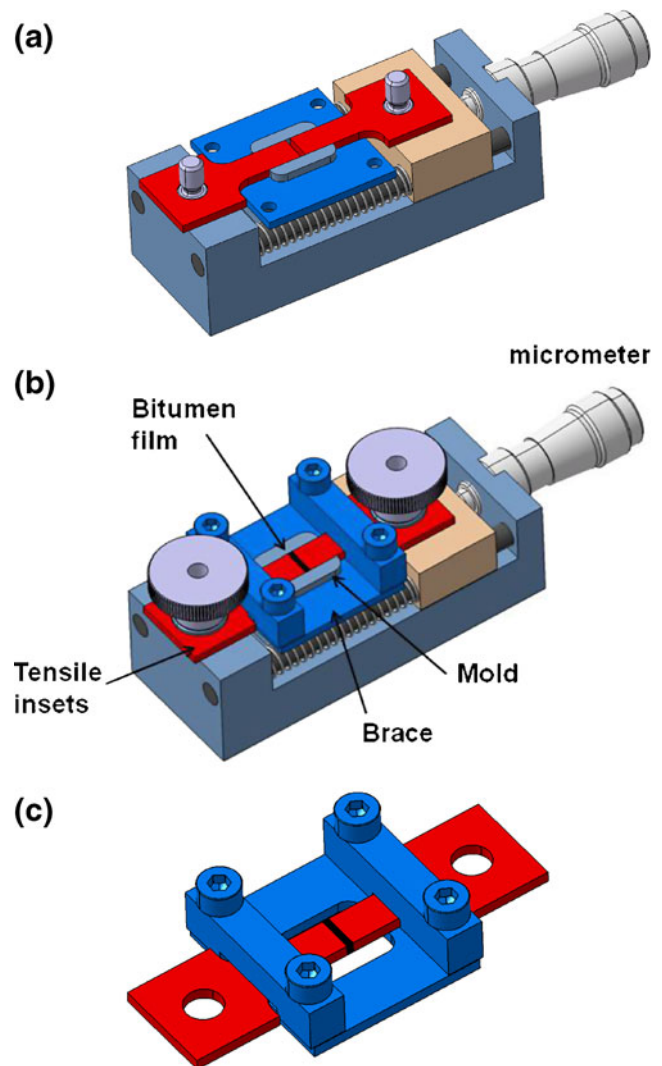 (a)
micrometer
(b)
Bitumen
film
Tensile
insets
Mold
Brace
(c)